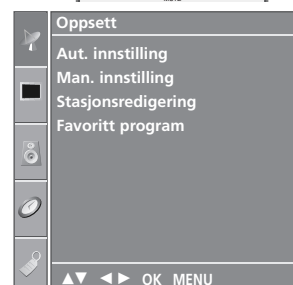 Oppsett
Aut. innstilling
Man. innstilling
Stasjonsredigering
Favoritt program
▲▼ ◄► OK MENU